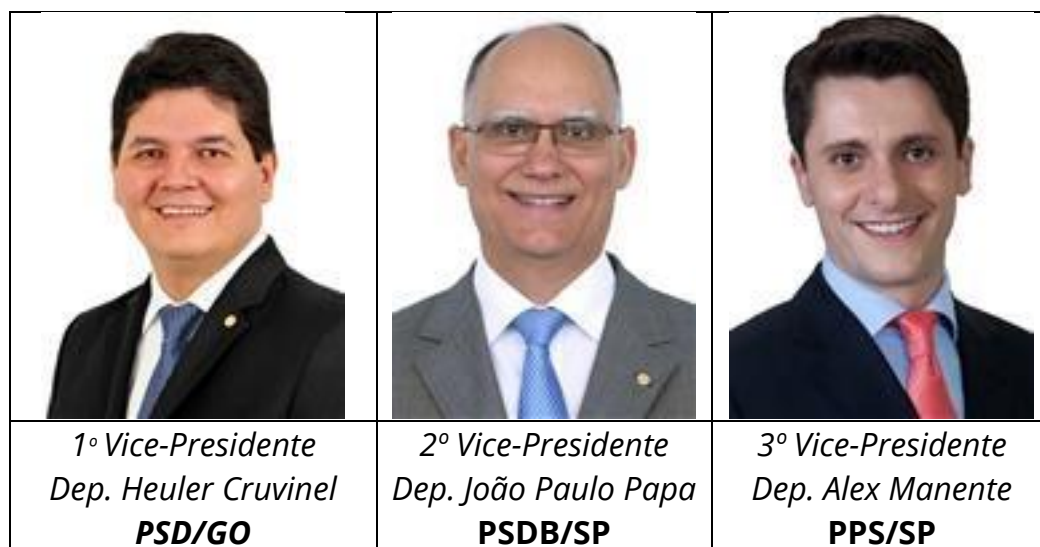 1º Vice-Presidente
Dep. Heuler Cruvinel
PSD/GO
2º Vice-Presidente
Dep. João Paulo Papa
PSDB/SP
3º Vice-Presidente
Dep. Alex Manente
PPS/SP